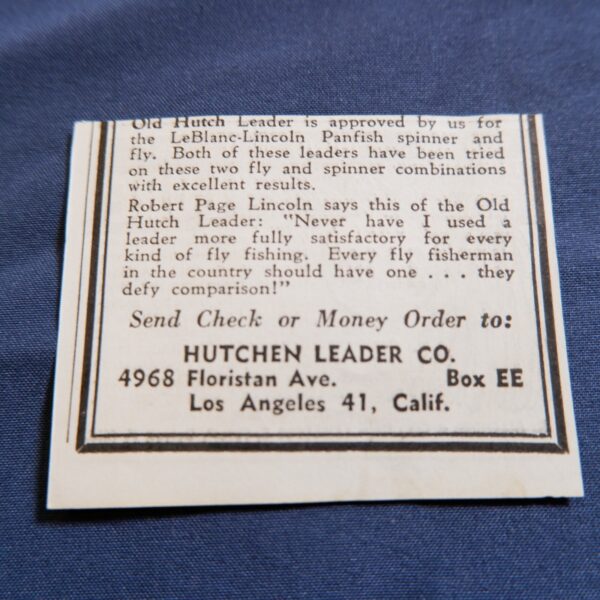 Old Hutch Leader is approved by us for
the LeBlanc-Lincoln Panfish spinner and
fly. Both of these leaders have been tried
on these two fly and spinner combinations
with excellent results.
Robert Page Lincoln says this of the Old
Hutch Leader: "Never have I used a
leader more fully satisfactory for every
kind of fly fishing. Every fly fisherman
in the country should have one . . . they
defy comparison!"
Send Check or Money Order to:
HUTCHEN LEADER CO.
4968 Floristan Ave. Box EE
Los Angeles 41, Calif.